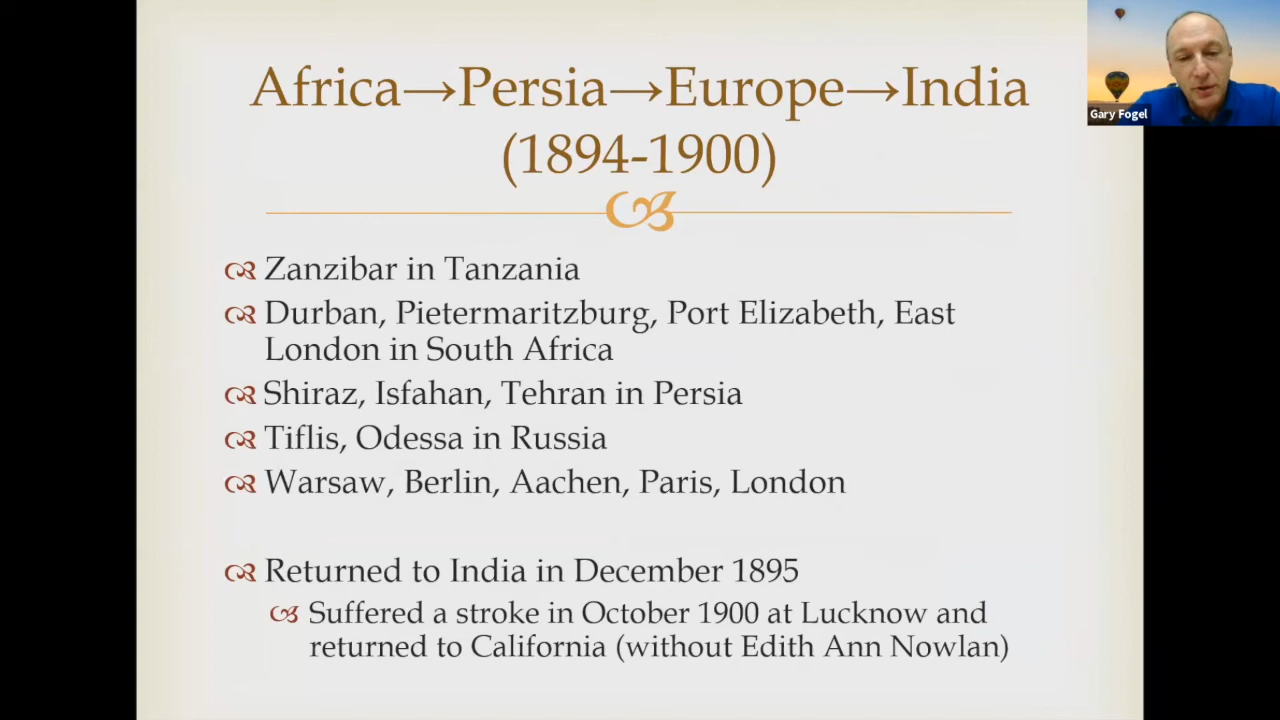 Africa→Persia→Europe→India
(1894-1900)
Gary Fogel
Zanzibar in Tanzania
Durban, Pietermaritzburg, Port Elizabeth, East
London in South Africa
Shiraz, Isfahan, Tehran in Persia
Tiflis, Odessa in Russia
Warsaw, Berlin, Aachen, Paris, London
Returned to India in December 1895
Suffered a stroke in October 1900 at Lucknow and
returned to California (without Edith Ann Nowlan)